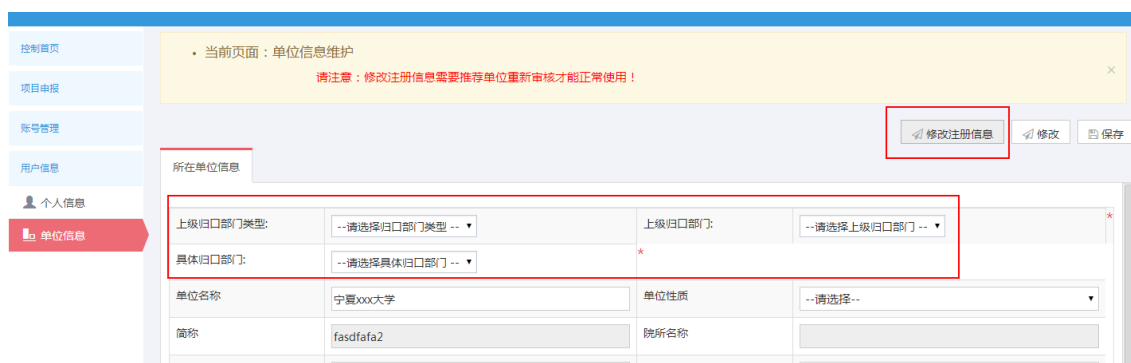 控制首页
项目申报
账号管理
用户信息
个人信息
单位信息
• 当前页面：单位信息维护
请注意：修改注册信息需要推荐单位重新审核才能正常使用！
×
修改注册信息 修改 保存
所在单位信息
上级归口部门类型: --请选择归口部门类型 -- 上级归口部门: --请选择上级归口部门 -- *
具体归口部门: --请选择具体归口部门 -- *
单位名称 宁夏xxx大学 单位性质 --请选择--
简称 fasdfafa2 院所名称